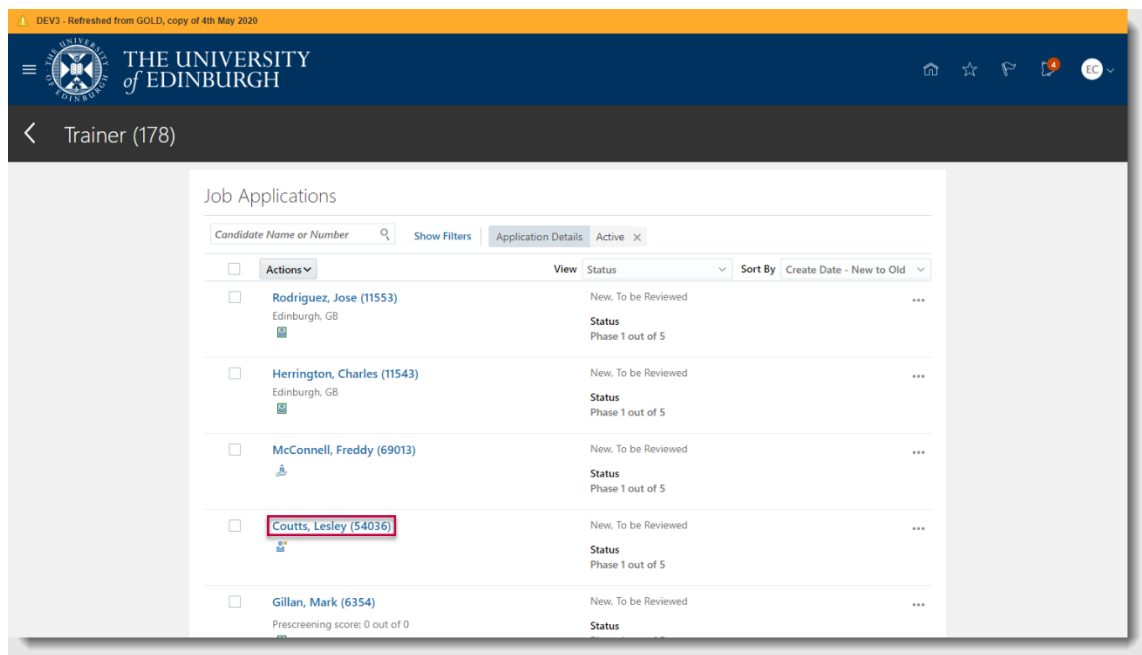 DEV3 - Refreshed from GOLD, copy of 4th May 2020
THE UNIVERSITY
of EDINBURGH
THE UNIVERSITY of EDINBURGH
4
EC
Trainer (178)
Job Applications
Candidate Name or Number
Show Filters
Application Details Active
Actions
View Status
Sort By Create Date - New to Old
Rodriguez, Jose (11553)
New, To be Reviewed
Edinburgh, GB
Status
Phase 1 out of 5
Herrington, Charles (11543)
New, To be Reviewed
Edinburgh, GB
Status
Phase 1 out of 5
McConnell, Freddy (69013)
New, To be Reviewed
Status
Phase 1 out of 5
Coutts, Lesley (54036)
New, To be Reviewed
Status
Phase 1 out of 5
Gillan, Mark (6354)
New, To be Reviewed
Prescreening score: 0 out of 0
Status